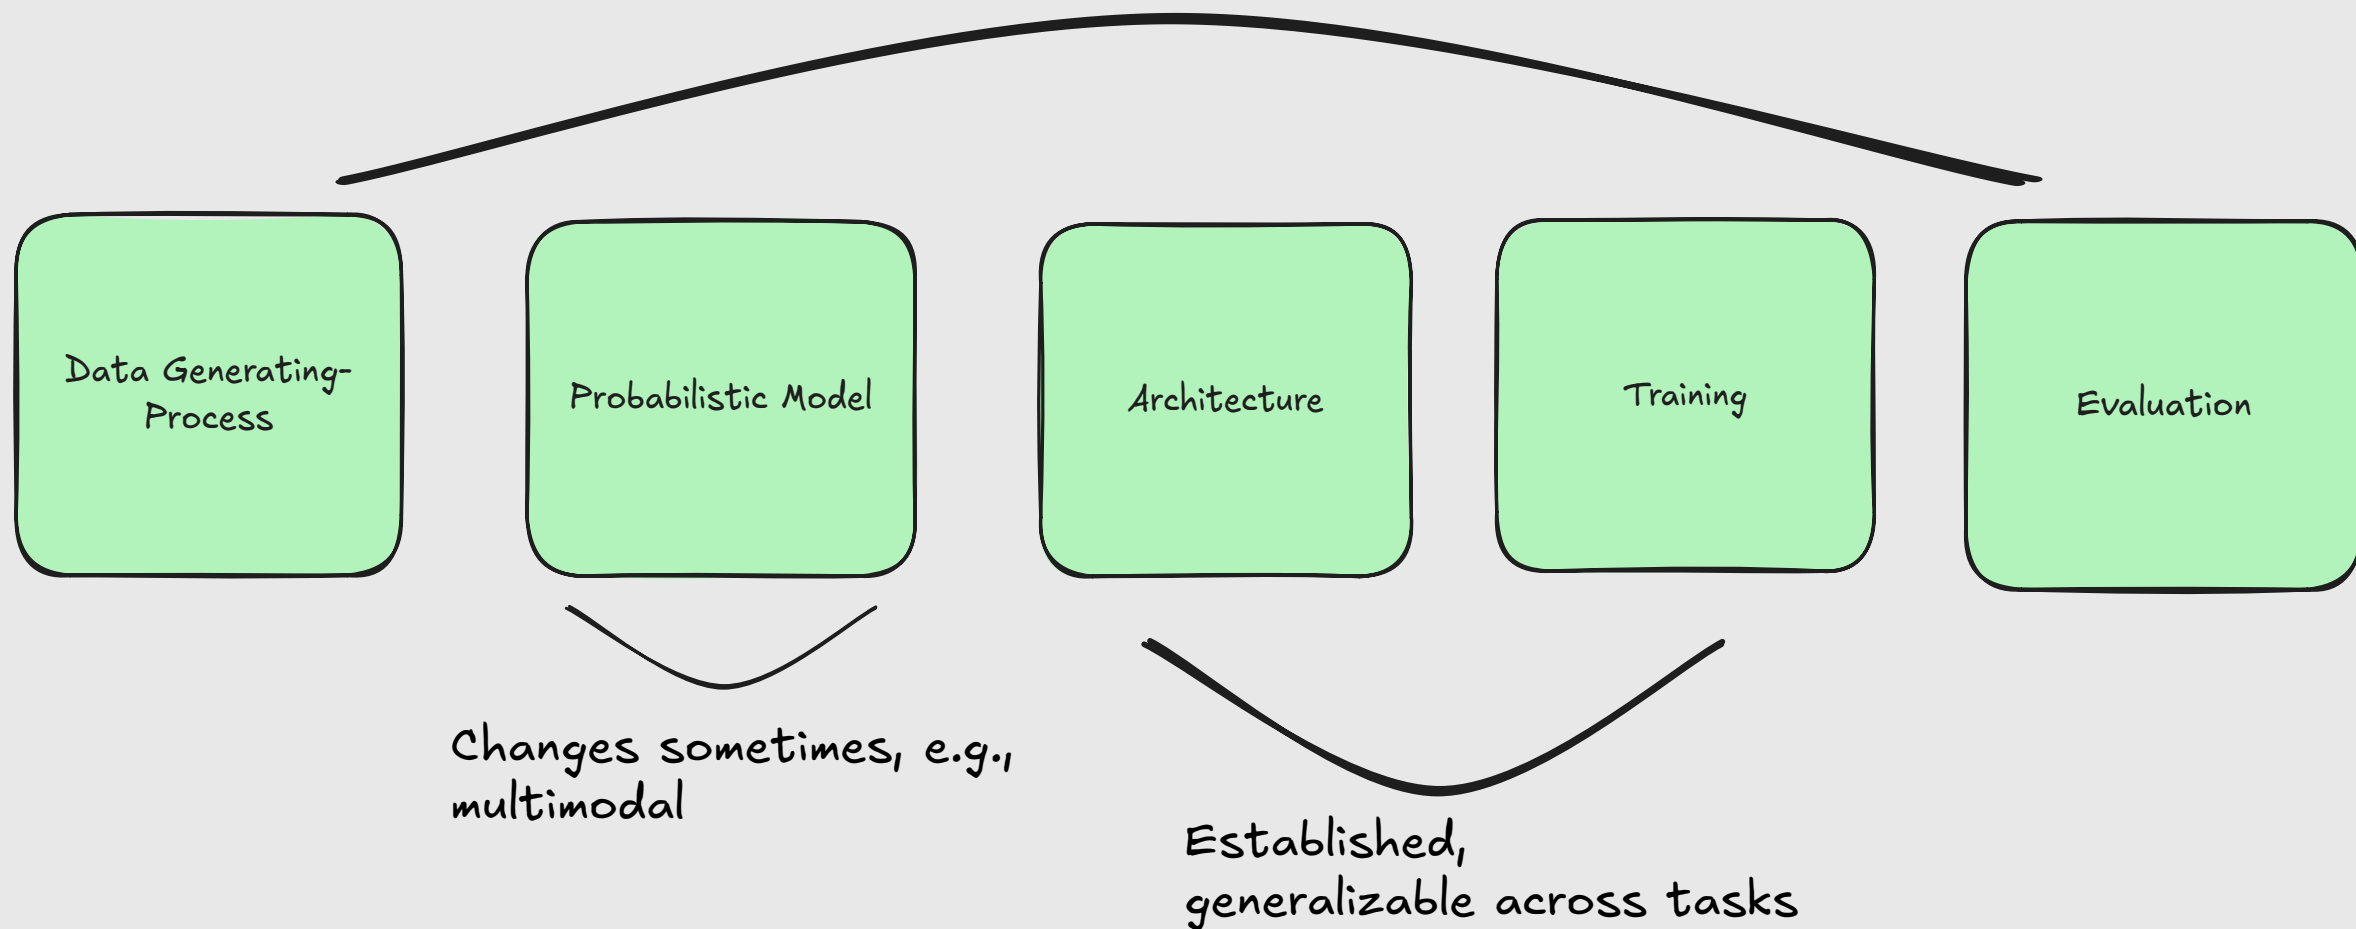 Data Generating-
Process
Probabilistic Model
Architecture
Training
Evaluation
Changes sometimes, e.g.,
multimodal
Established,
generalizable across tasks